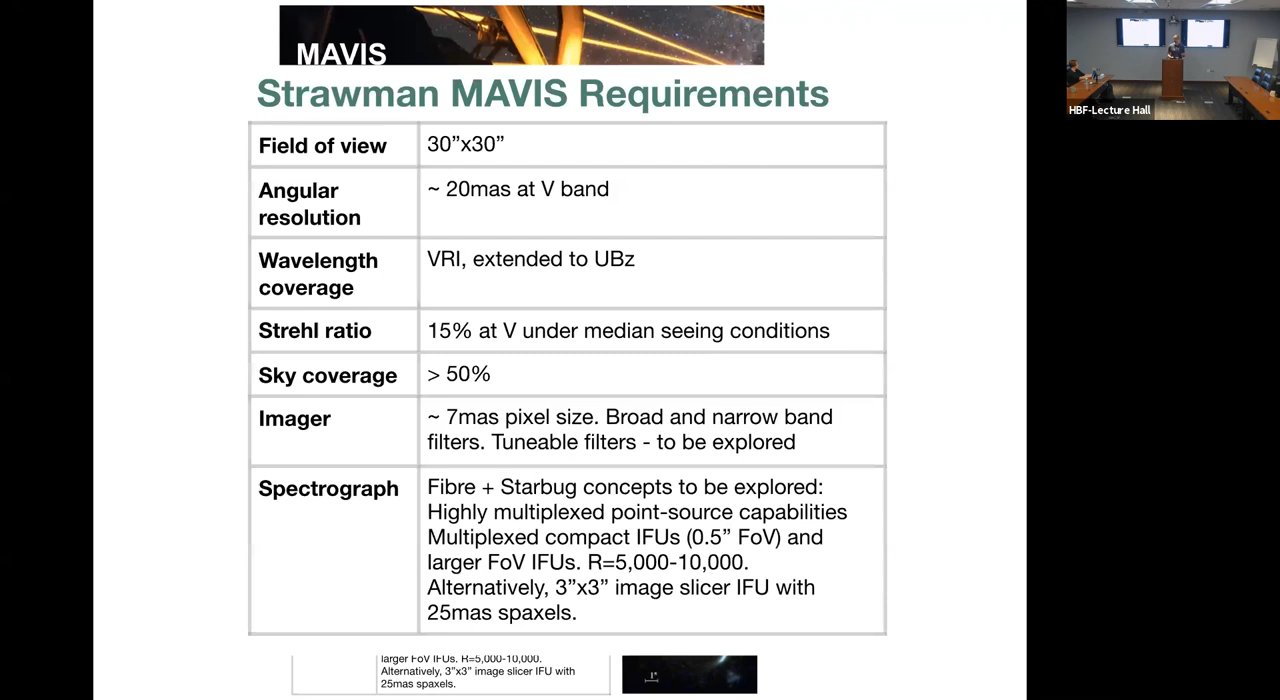 MAVIS
Strawman MAVIS Requirements
Field of view
30”x30”
Angular
resolution
~ 20mas at V band
Wavelength
coverage
VRI, extended to UBz
Strehl ratio
15% at V under median seeing conditions
Sky coverage
> 50%
Imager
~ 7mas pixel size. Broad and narrow band
filters. Tuneable filters - to be explored
Spectrograph
Fibre + Starbug concepts to be explored:
Highly multiplexed point-source capabilities
Multiplexed compact IFUs (0.5” FoV) and
larger FoV IFUs. R=5,000-10,000.
Alternatively, 3”x3” image slicer IFU with
25mas spaxels.
larger FoV IFUs. R=5,000-10,000.
Alternatively, 3”x3” image slicer IFU with
25mas spaxels.
1"
HBF-Lecture Hall